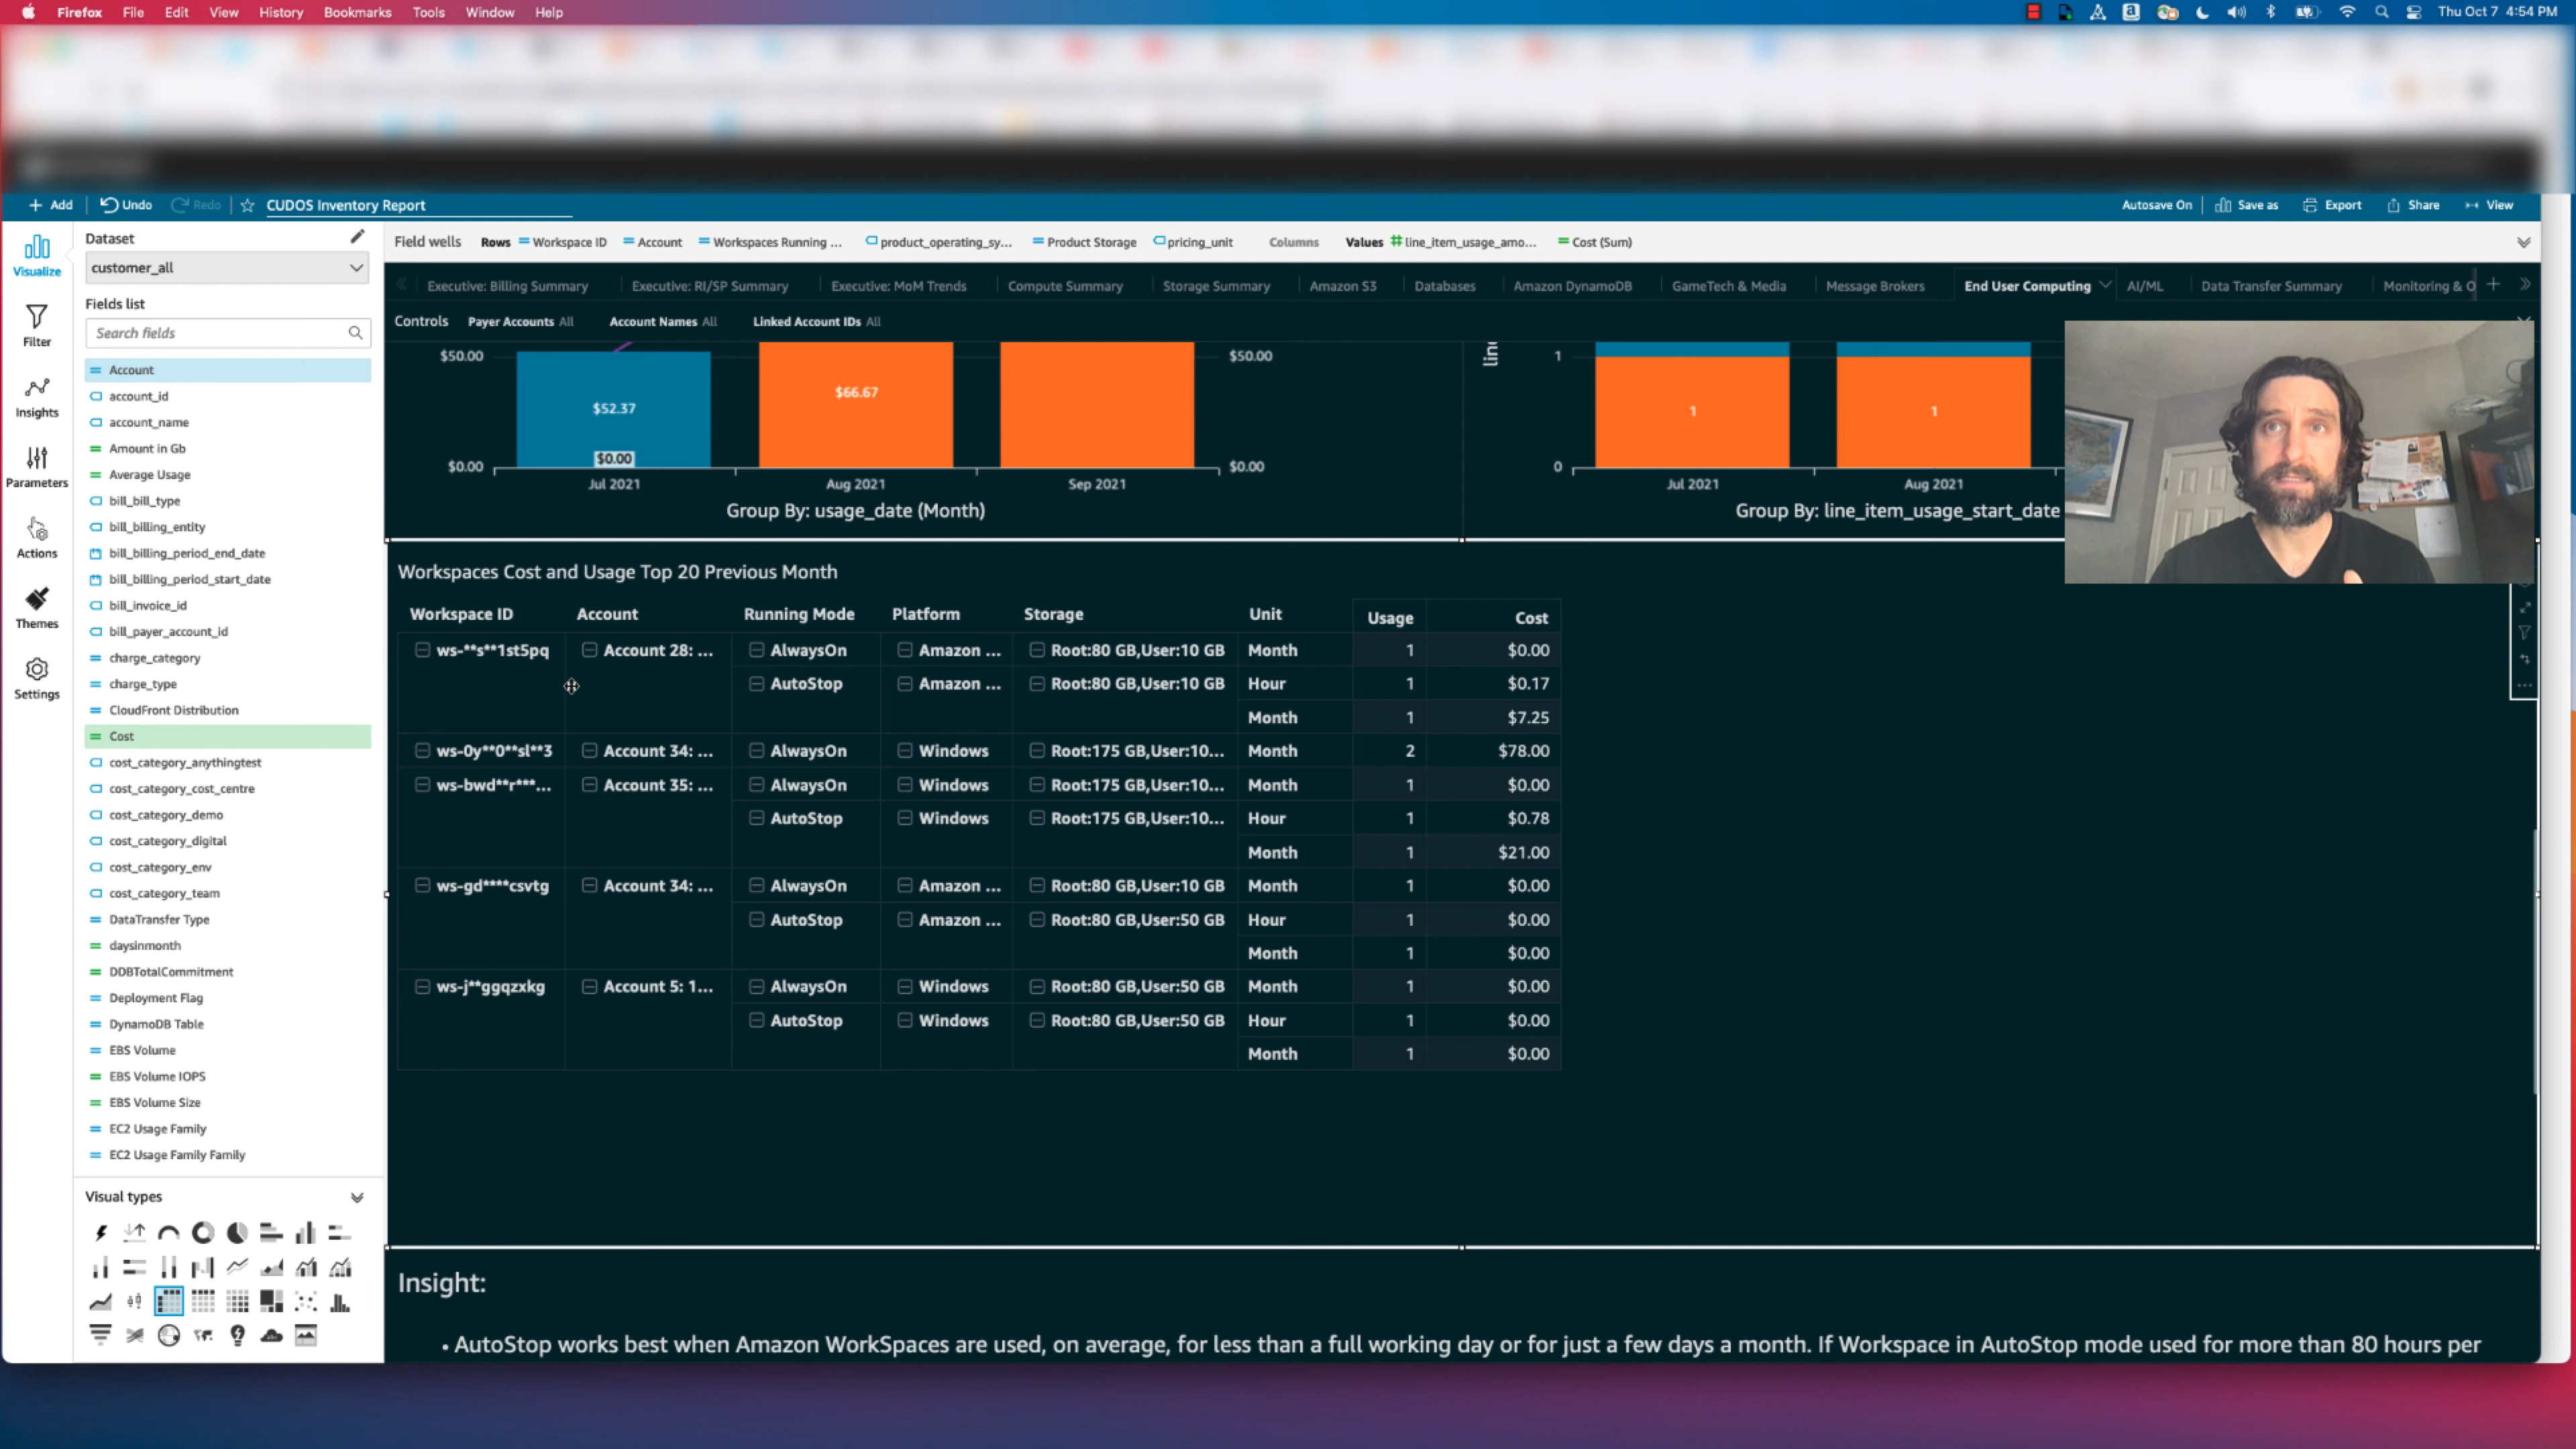 Firefox File Edit View History Bookmarks Tools Window Help
Thu Oct 7 4:54 PM
+ Add Undo Redo CUDOS Inventory Report
Autosave On Save as Export Share View
Visualize
Filter
Insights
Parameters
Actions
Themes
Settings
Dataset
customer_all
Fields list
Search fields
Account
account_id
account_name
Amount in Gb
Average Usage
bill_bill_type
bill_billing_entity
bill_billing_period_end_date
bill_billing_period_start_date
bill_invoice_id
bill_payer_account_id
charge_category
charge_type
CloudFront Distribution
Cost
cost_category_anythingtest
cost_category_cost_centre
cost_category_demo
cost_category_digital
cost_category_env
cost_category_team
DataTransfer Type
daysinmonth
DDBTotalCommitment
Deployment Flag
DynamoDB Table
EBS Volume
EBS Volume IOPS
EBS Volume Size
EC2 Usage Family
EC2 Usage Family Family
Visual types
Field wells Rows Workspace ID Account Workspaces Running ... product_operating_sy... Product Storage pricing_unit Columns Values line_item_usage_amo... Cost (Sum)
Executive: Billing Summary Executive: RI/SP Summary Executive: MoM Trends Compute Summary Storage Summary Amazon S3 Databases Amazon DynamoDB GameTech & Media Message Brokers End User Computing AI/ML Data Transfer Summary Monitoring & O
Controls Payer Accounts All Account Names All Linked Account IDs All
$50.00 $50.00
$52.37 $66.67
$0.00
$0.00 $0.00
Jul 2021 Aug 2021 Sep 2021
Group By: usage_date (Month)
line
1
1 1
0
Jul 2021 Aug 2021
Group By: line_item_usage_start_date
Workspaces Cost and Usage Top 20 Previous Month
Workspace ID Account Running Mode Platform Storage Unit Usage Cost
ws-**s**1st5pq Account 28: ... AlwaysOn Amazon ... Root:80 GB,User:10 GB Month 1 $0.00
AutoStop Amazon ... Root:80 GB,User:10 GB Hour 1 $0.17
Month 1 $7.25
ws-0y**0**sl**3 Account 34: ... AlwaysOn Windows Root:175 GB,User:10... Month 2 $78.00
ws-bwd**r***... Account 35: ... AlwaysOn Windows Root:175 GB,User:10... Month 1 $0.00
AutoStop Windows Root:175 GB,User:10... Hour 1 $0.78
Month 1 $21.00
ws-gd****csvtg Account 34: ... AlwaysOn Amazon ... Root:80 GB,User:10 GB Month 1 $0.00
AutoStop Amazon ... Root:80 GB,User:50 GB Hour 1 $0.00
Month 1 $0.00
ws-j**ggqzxkg Account 5: 1... AlwaysOn Windows Root:80 GB,User:50 GB Month 1 $0.00
AutoStop Windows Root:80 GB,User:50 GB Hour 1 $0.00
Month 1 $0.00
Insight:
• AutoStop works best when Amazon WorkSpaces are used, on average, for less than a full working day or for just a few days a month. If Workspace in AutoStop mode used for more than 80 hours per